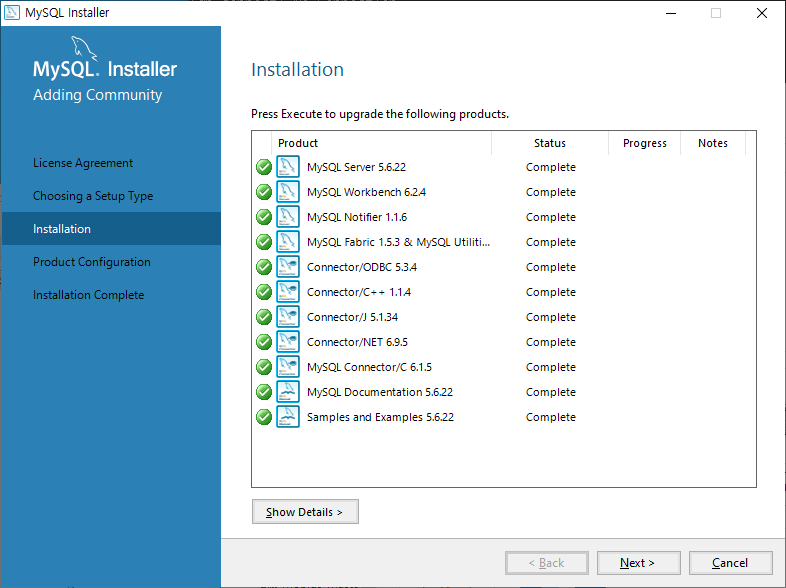 MySQL Installer
MySQL. Installer
Adding Community
License Agreement
Choosing a Setup Type
Installation
Product Configuration
Installation Complete
Installation
Press Execute to upgrade the following products.
Product Status Progress Notes
MySQL Server 5.6.22 Complete
MySQL Workbench 6.2.4 Complete
MySQL Notifier 1.1.6 Complete
MySQL Fabric 1.5.3 & MySQL Utiliti... Complete
Connector/ODBC 5.3.4 Complete
Connector/C++ 1.1.4 Complete
Connector/J 5.1.34 Complete
Connector/NET 6.9.5 Complete
MySQL Connector/C 6.1.5 Complete
MySQL Documentation 5.6.22 Complete
Samples and Examples 5.6.22 Complete
Show Details >
< Back Next > Cancel